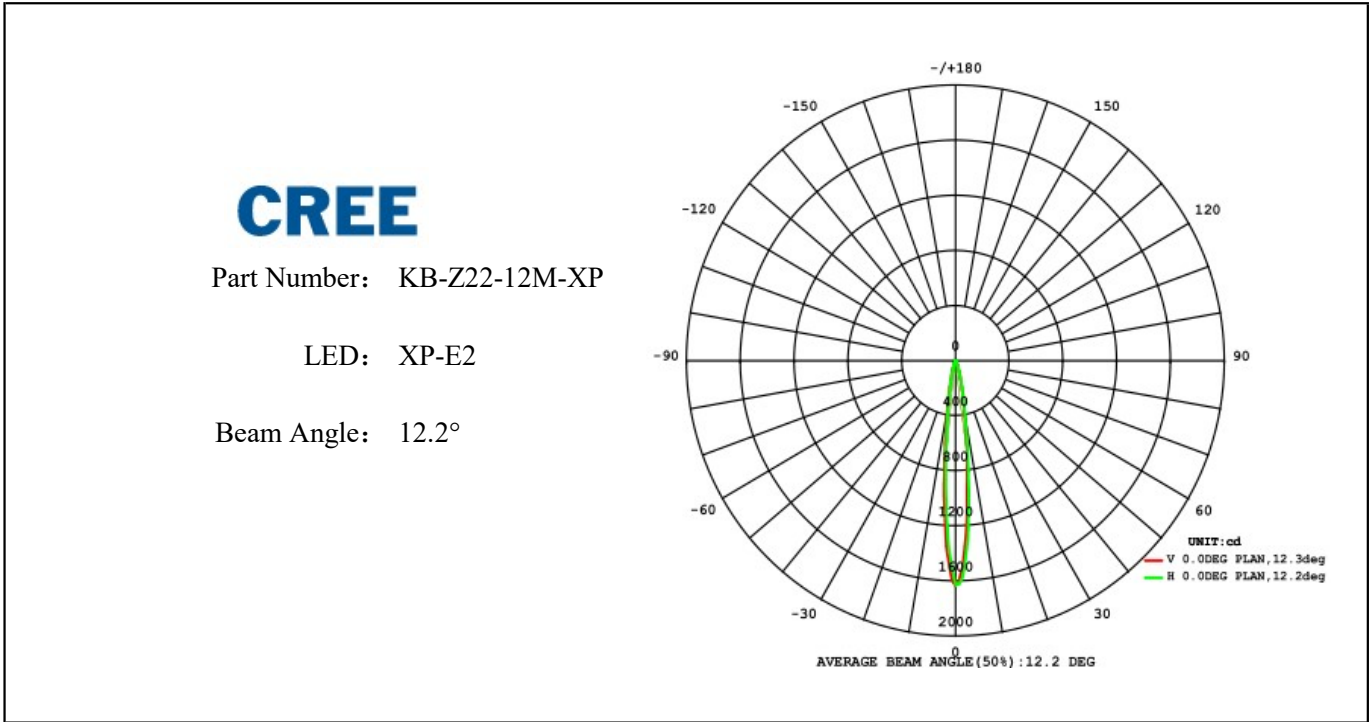 CREE
Part Number： KB-Z22-12M-XP
LED： XP-E2
Beam Angle： 12.2°
-/+180
-150
150
-120
120
-90
90
0
400
800
1200
1600
2000
0
-60
60
-30
30
UNIT:cd
V 0.0DEG PLAN,12.3deg
H 0.0DEG PLAN,12.2deg
AVERAGE BEAM ANGLE(50%):12.2 DEG